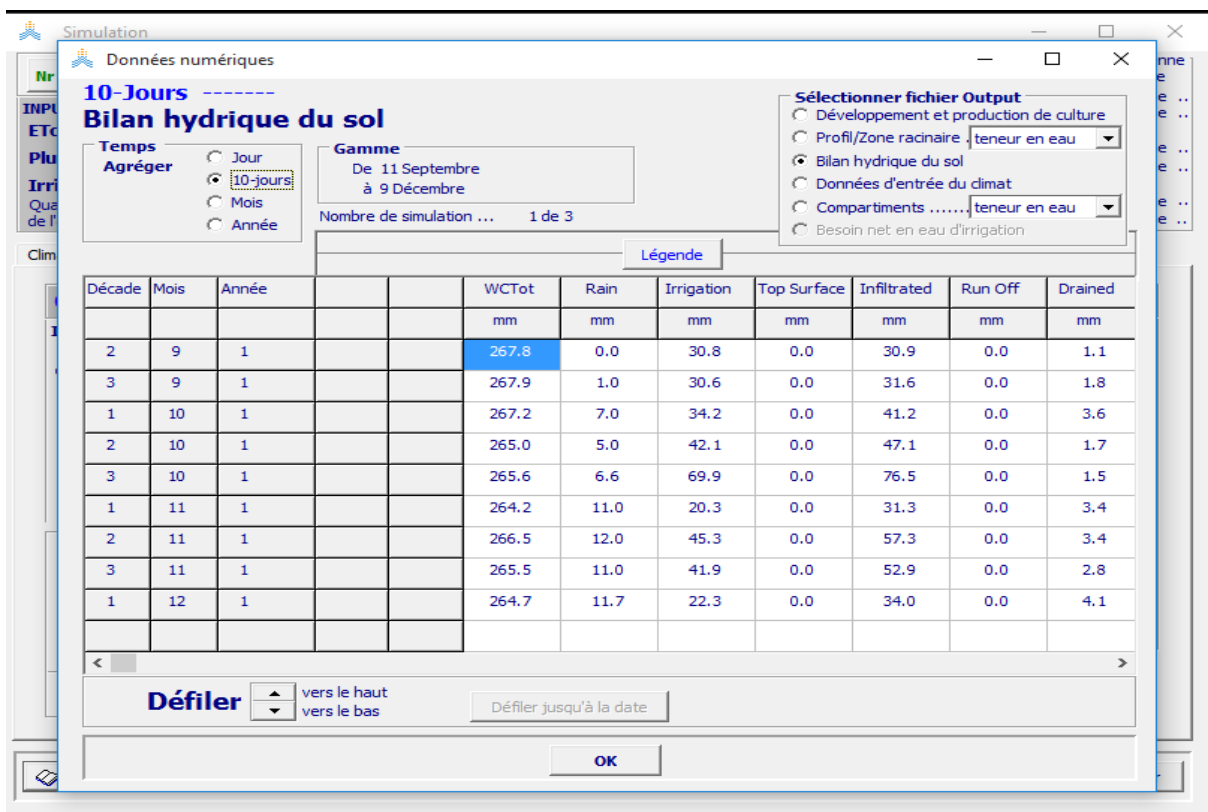 Simulation
Données numériques
Nr
nne
e
10-Jours -------
Bilan hydrique du sol
INPU
ETo
Plu
Irri
Qua
de l'
Clim
Temps
Agréger
Jour
10-jours
Mois
Année
Gamme
De 11 Septembre
à 9 Décembre
Nombre de simulation ... 1 de 3
Sélectionner fichier Output
Développement et production de culture
Profil/Zone racinaire . teneur en eau
Bilan hydrique du sol
Données d'entrée du climat
Compartiments ....... teneur en eau
Besoin net en eau d'irrigation
e ..
e ..
e ..
e ..
e ..
e ..
Légende
Décade Mois Année WCTot Rain Irrigation Top Surface Infiltrated Run Off Drained
mm mm mm mm mm mm mm
2 9 1 267.8 0.0 30.8 0.0 30.9 0.0 1.1
3 9 1 267.9 1.0 30.6 0.0 31.6 0.0 1.8
1 10 1 267.2 7.0 34.2 0.0 41.2 0.0 3.6
2 10 1 265.0 5.0 42.1 0.0 47.1 0.0 1.7
3 10 1 265.6 6.6 69.9 0.0 76.5 0.0 1.5
1 11 1 264.2 11.0 20.3 0.0 31.3 0.0 3.4
2 11 1 266.5 12.0 45.3 0.0 57.3 0.0 3.4
3 11 1 265.5 11.0 41.9 0.0 52.9 0.0 2.8
1 12 1 264.7 11.7 22.3 0.0 34.0 0.0 4.1
Défiler
vers le haut
vers le bas
Défiler jusqu'à la date
OK